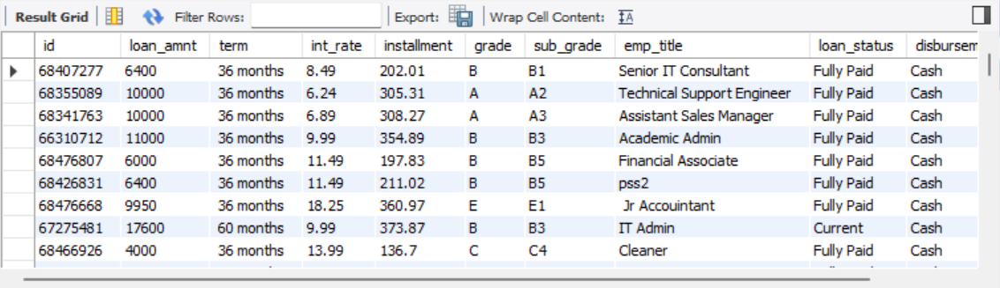 Result Grid Filter Rows: Export: Wrap Cell Content:
id loan_amnt term int_rate installment grade sub_grade emp_title loan_status disbursem
68407277 6400 36 months 8.49 202.01 B B1 Senior IT Consultant Fully Paid Cash
68355089 10000 36 months 6.24 305.31 A A2 Technical Support Engineer Fully Paid Cash
68341763 10000 36 months 6.89 308.27 A A3 Assistant Sales Manager Fully Paid Cash
66310712 11000 36 months 9.99 354.89 B B3 Academic Admin Fully Paid Cash
68476807 6000 36 months 11.49 197.83 B B5 Financial Associate Fully Paid Cash
68426831 6400 36 months 11.49 211.02 B B5 pss2 Fully Paid Cash
68476668 9950 36 months 18.25 360.97 E E1 Jr Accouintant Fully Paid Cash
67275481 17600 60 months 9.99 373.87 B B3 IT Admin Current Cash
68466926 4000 36 months 13.99 136.7 C C4 Cleaner Fully Paid Cash